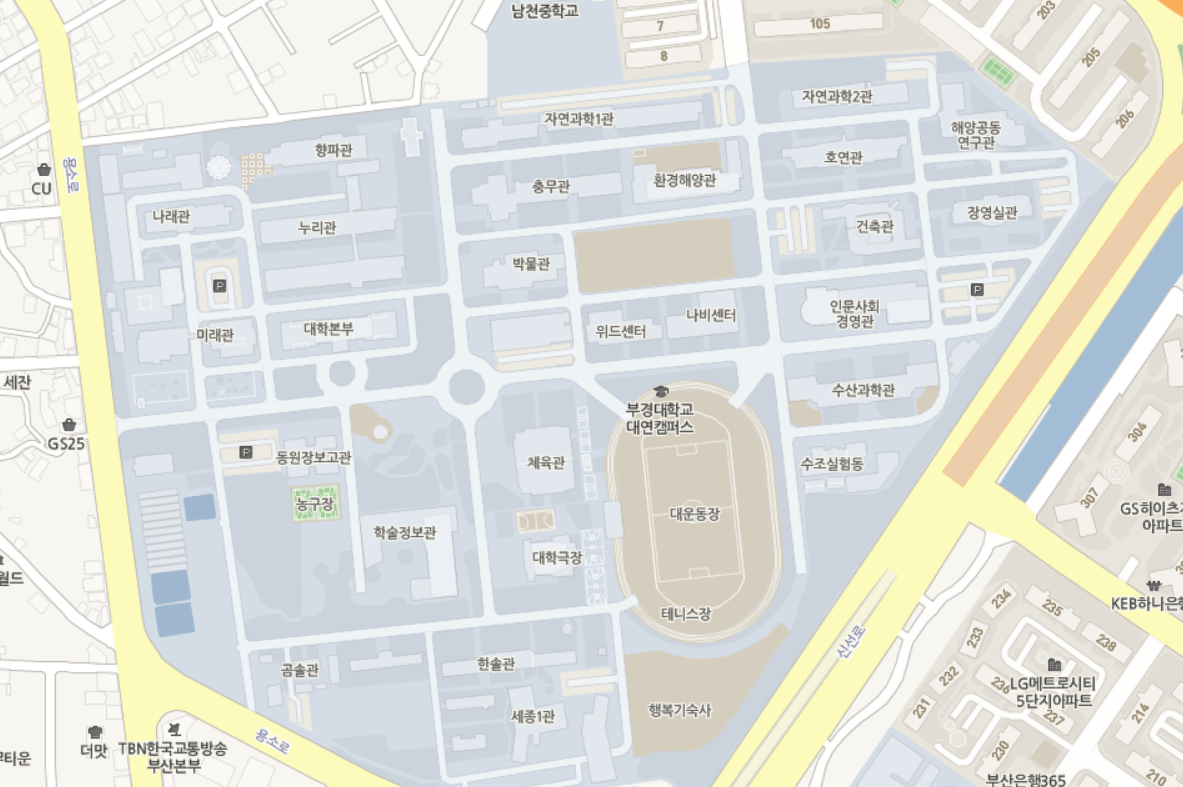 남천중학교
7
8
105
203
205
206
자연과학2관
자연과학1관
해양공동
연구관
향파관
호연관
용소로
CU
충무관
환경해양관
나래관
누리관
장영실관
건축관
박물관
P
P
인문사회
경영관
나비센터
위드센터
대학본부
미래관
세잔
수산과학관
부경대학교
대연캠퍼스
GS25
P
동원장보고관
체육관
수조실험동
304
307
GS하이츠자
아파트
농구장
학술정보관
대운동장
대학극장
월드
KEB하나은행
234
235
테니스장
233
238
신선로
곰솔관
한솔관
232
236
LG메트로시티
5단지아파트
231
237
214
세종1관
행복기숙사
용소로
230
더맛
TBN한국교통방송
부산본부
무타운
부산은행365
210